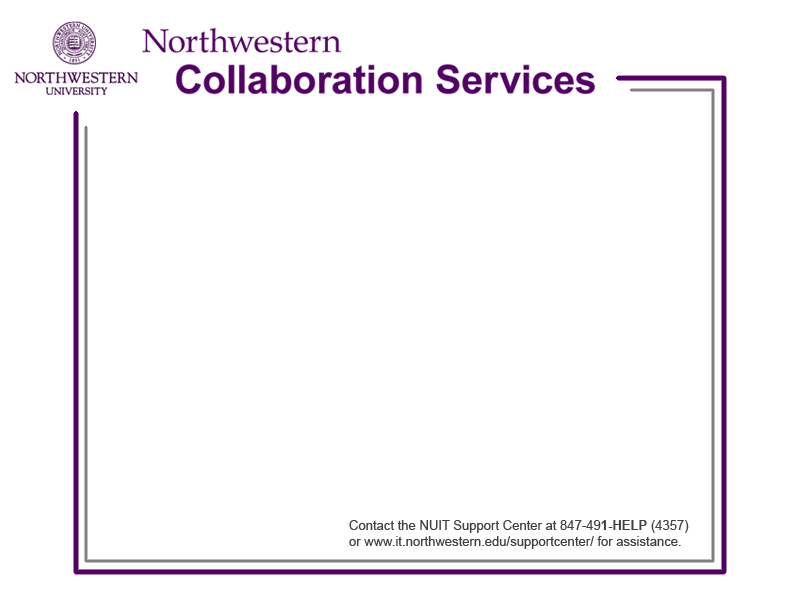 Northwestern
NORTHWESTERN
UNIVERSITY
Collaboration Services
Contact the NUIT Support Center at 847-491-HELP (4357)
or www.it.northwestern.edu/supportcenter/ for assistance.